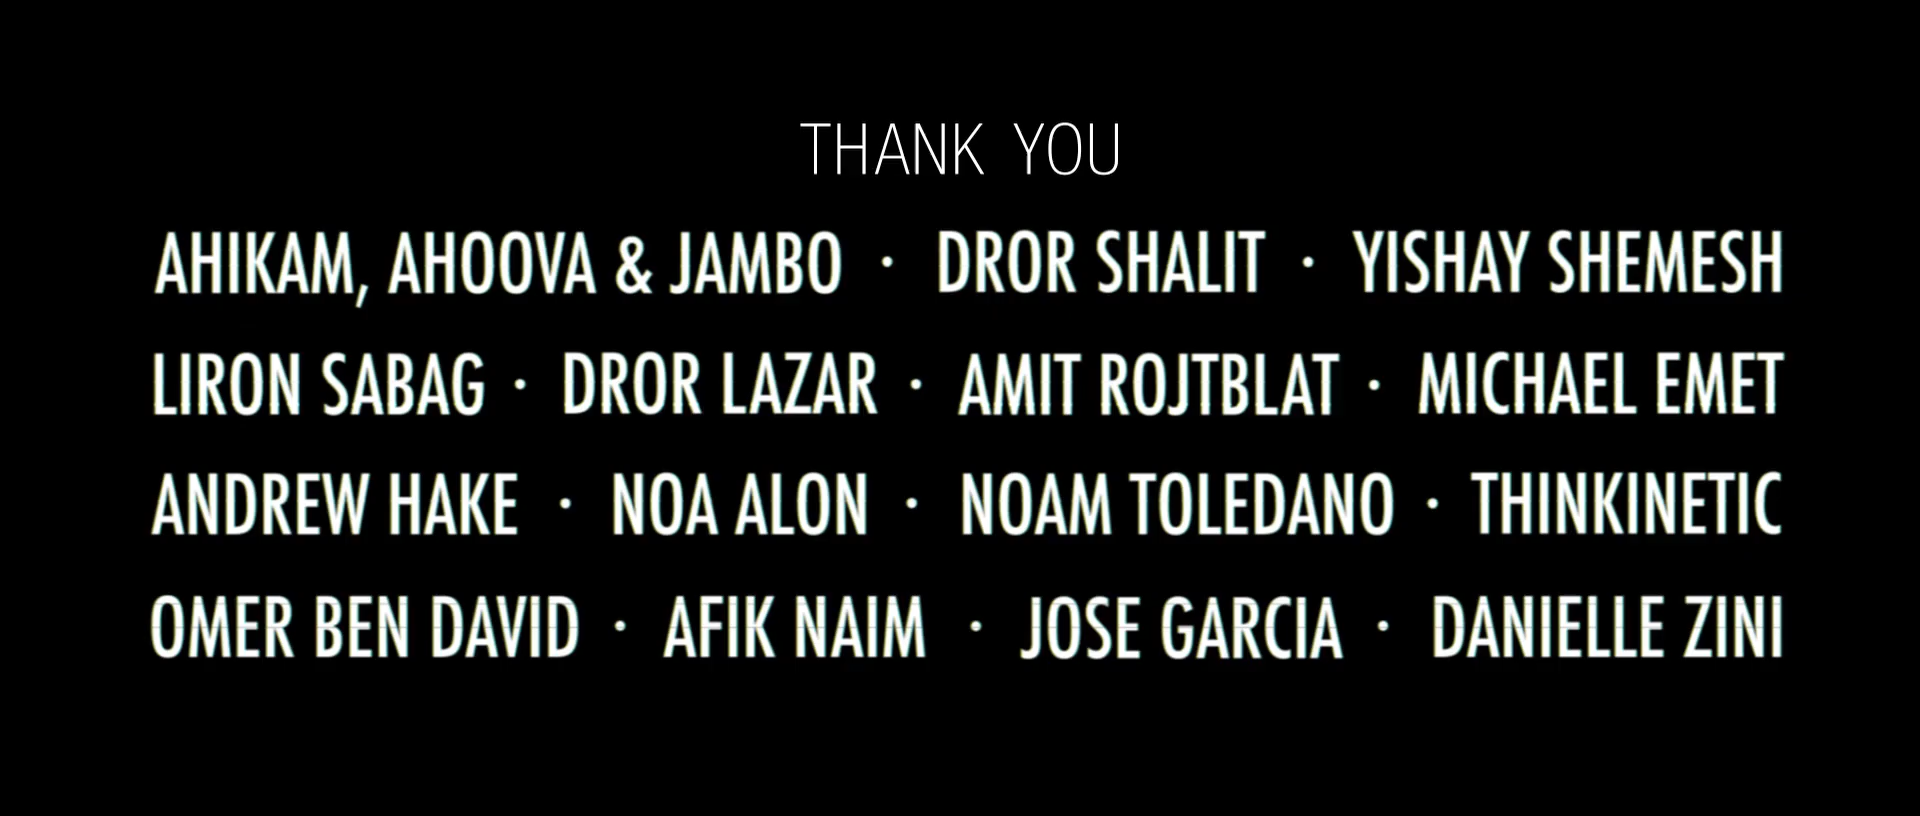 THANK YOU
AHIKAM, AHOOVA & JAMBO · DROR SHALIT · YISHAY SHEMESH
LIRON SABAG · DROR LAZAR · AMIT ROJTBLAT · MICHAEL EMET
ANDREW HAKE · NOA ALON · NOAM TOLEDANO · THINKINETIC
OMER BEN DAVID · AFIK NAIM · JOSE GARCIA · DANIELLE ZINI